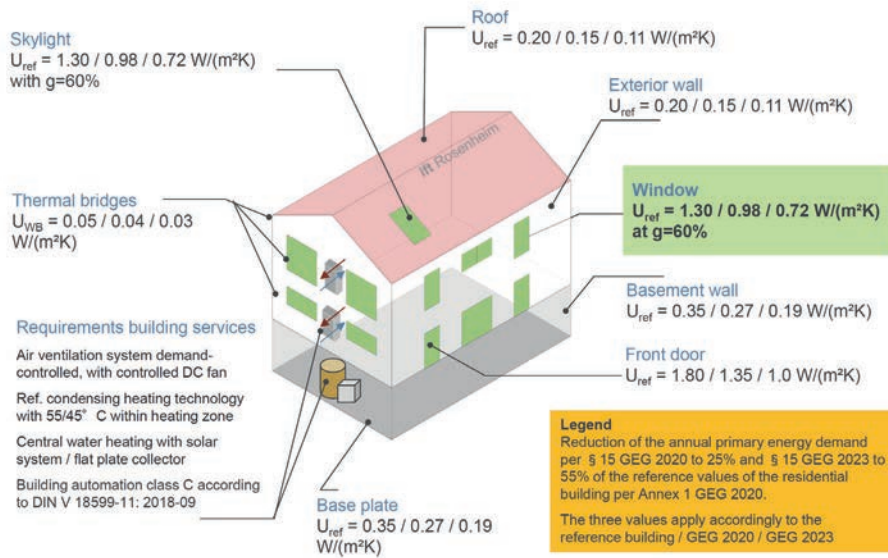 Skylight
U_ref = 1.30 / 0.98 / 0.72 W/(m²K)
with g=60%
Roof
U_ref = 0.20 / 0.15 / 0.11 W/(m²K)
Exterior wall
U_ref = 0.20 / 0.15 / 0.11 W/(m²K)
ift Rosenheim
Thermal bridges
U_WB = 0.05 / 0.04 / 0.03
W/(m²K)
Window
U_ref = 1.30 / 0.98 / 0.72 W/(m²K)
at g=60%
Basement wall
U_ref = 0.35 / 0.27 / 0.19 W/(m²K)
Front door
U_ref = 1.80 / 1.35 / 1.0 W/(m²K)
Requirements building services
Air ventilation system demand-
controlled, with controlled DC fan
Ref. condensing heating technology
with 55/45° C within heating zone
Central water heating with solar
system / flat plate collector
Building automation class C according
to DIN V 18599-11: 2018-09
Base plate
U_ref = 0.35 / 0.27 / 0.19
W/(m²K)
Legend
Reduction of the annual primary energy demand
per § 15 GEG 2020 to 25% and § 15 GEG 2023 to
55% of the reference values of the residential
building per Annex 1 GEG 2020.
The three values apply accordingly to the
reference building / GEG 2020 / GEG 2023